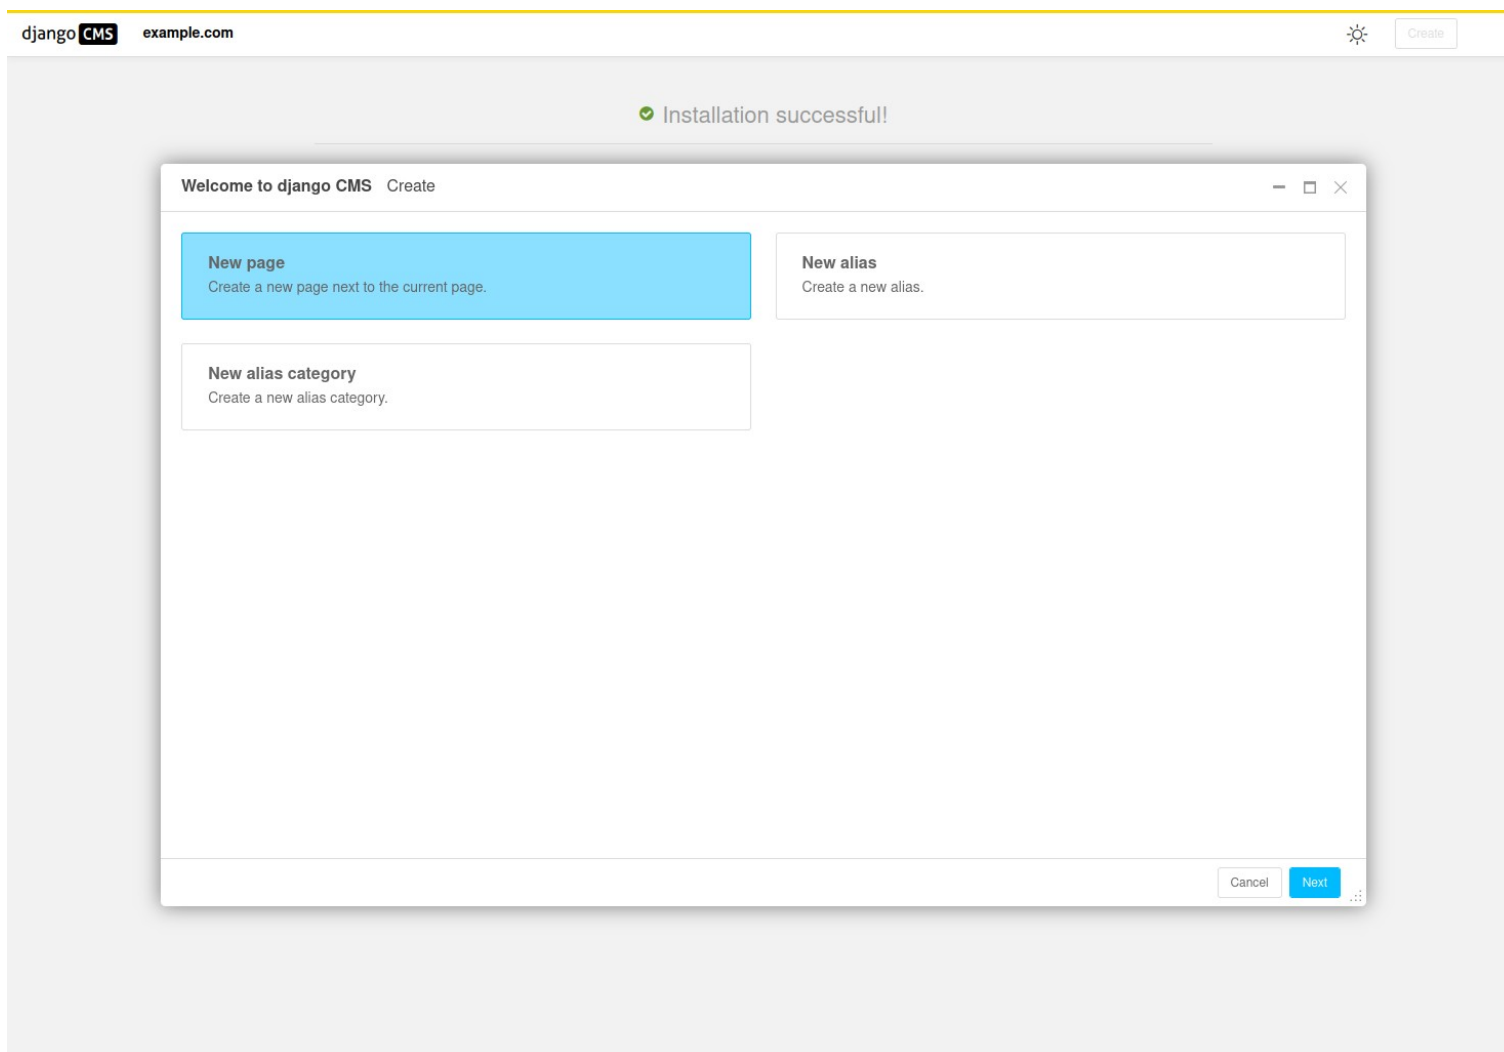 django CMS example.com Create
Installation successful!
Welcome to django CMS Create
New page
Create a new page next to the current page.
New alias
Create a new alias.
New alias category
Create a new alias category.
Cancel Next